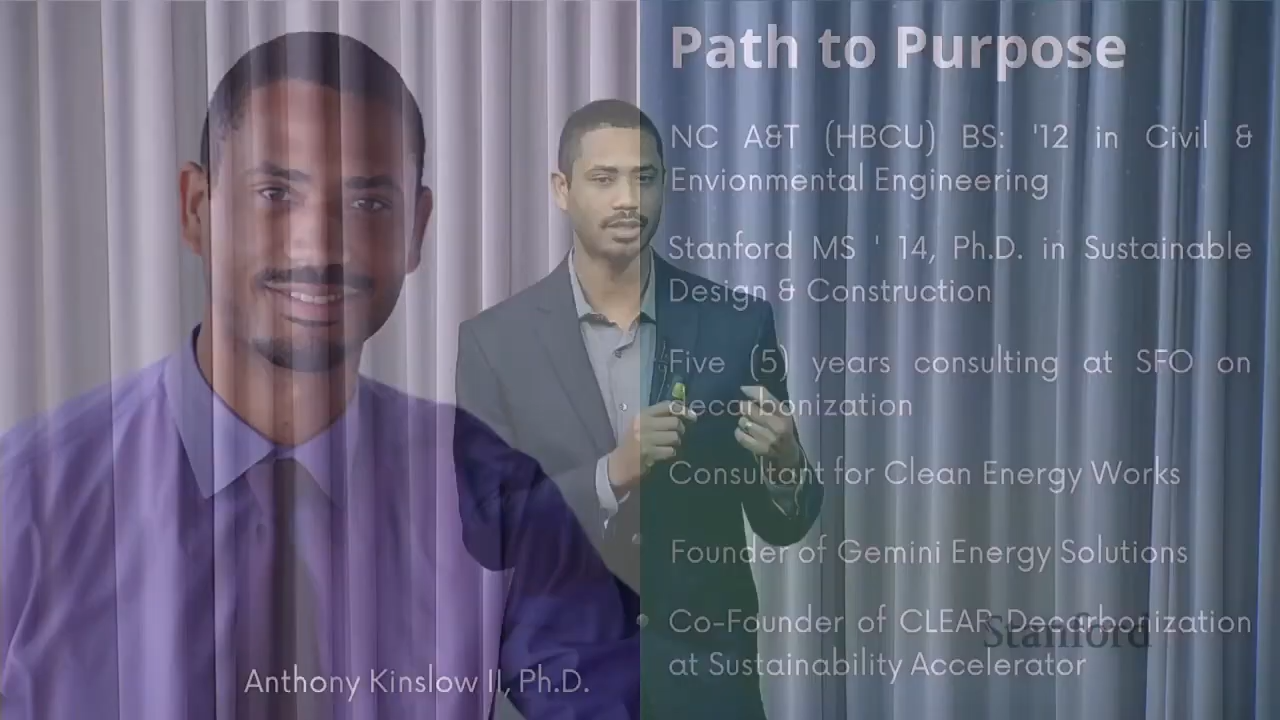 Path to Purpose
NC A&T (HBCU) BS: '12 in Civil &
Envionmental Engineering
Stanford MS ' 14, Ph.D. in Sustainable
Design & Construction
Five (5) years consulting at SFO on
decarbonization
Consultant for Clean Energy Works
Founder of Gemini Energy Solutions
Co-Founder of CLEAR Decarbonization
at Sustainability Accelerator
Stanford
Anthony Kinslow II, Ph.D.